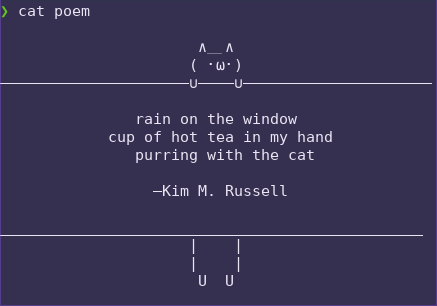 ❯ cat poem
∧__∧
( ･ω･)
U————U
rain on the window
cup of hot tea in my hand
purring with the cat
—Kim M. Russell
|    |
|    |
U  U